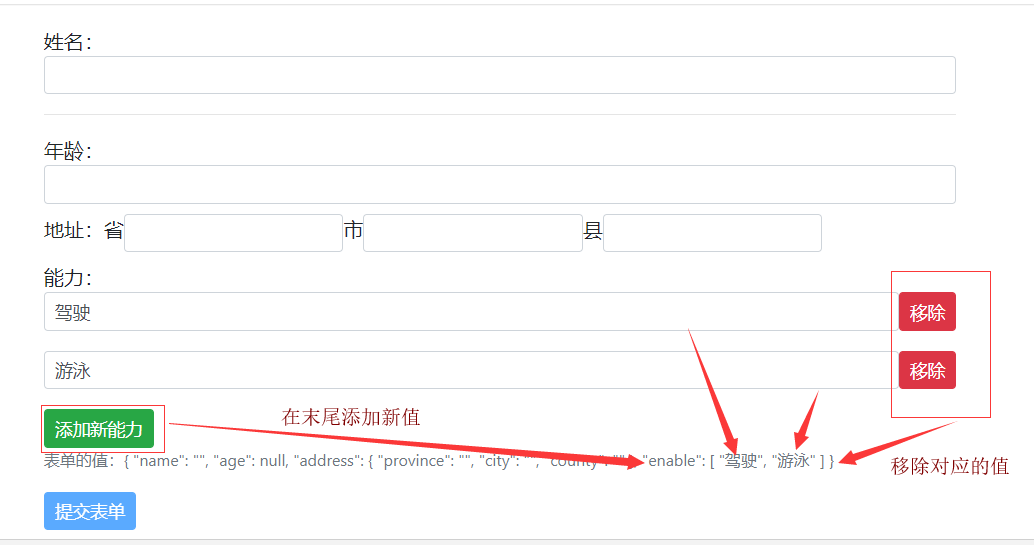 姓名：
年龄：
地址：省 市 县
能力：
驾驶 移除
游泳 移除
在末尾添加新值
添加新能力
表单的值：{ "name": "", "age": null, "address": { "province": "", "city": "", "county": "" }, "enable": [ "驾驶", "游泳" ] }
移除对应的值
提交表单